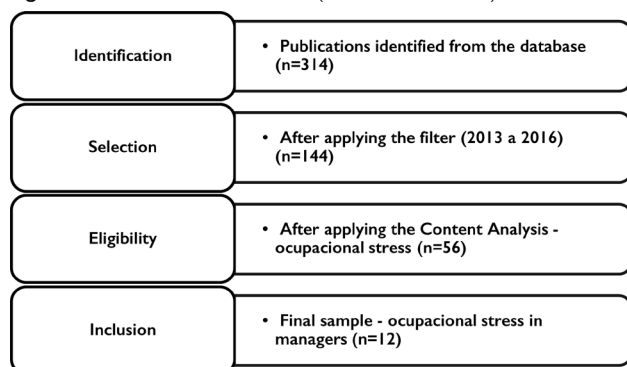 Identification
• Publications identified from the database
(n=314)
Selection
• After applying the filter (2013 a 2016)
(n=144)
Eligibility
• After applying the Content Analysis -
ocupacional stress (n=56)
Inclusion
• Final sample - ocupacional stress in
managers (n=12)